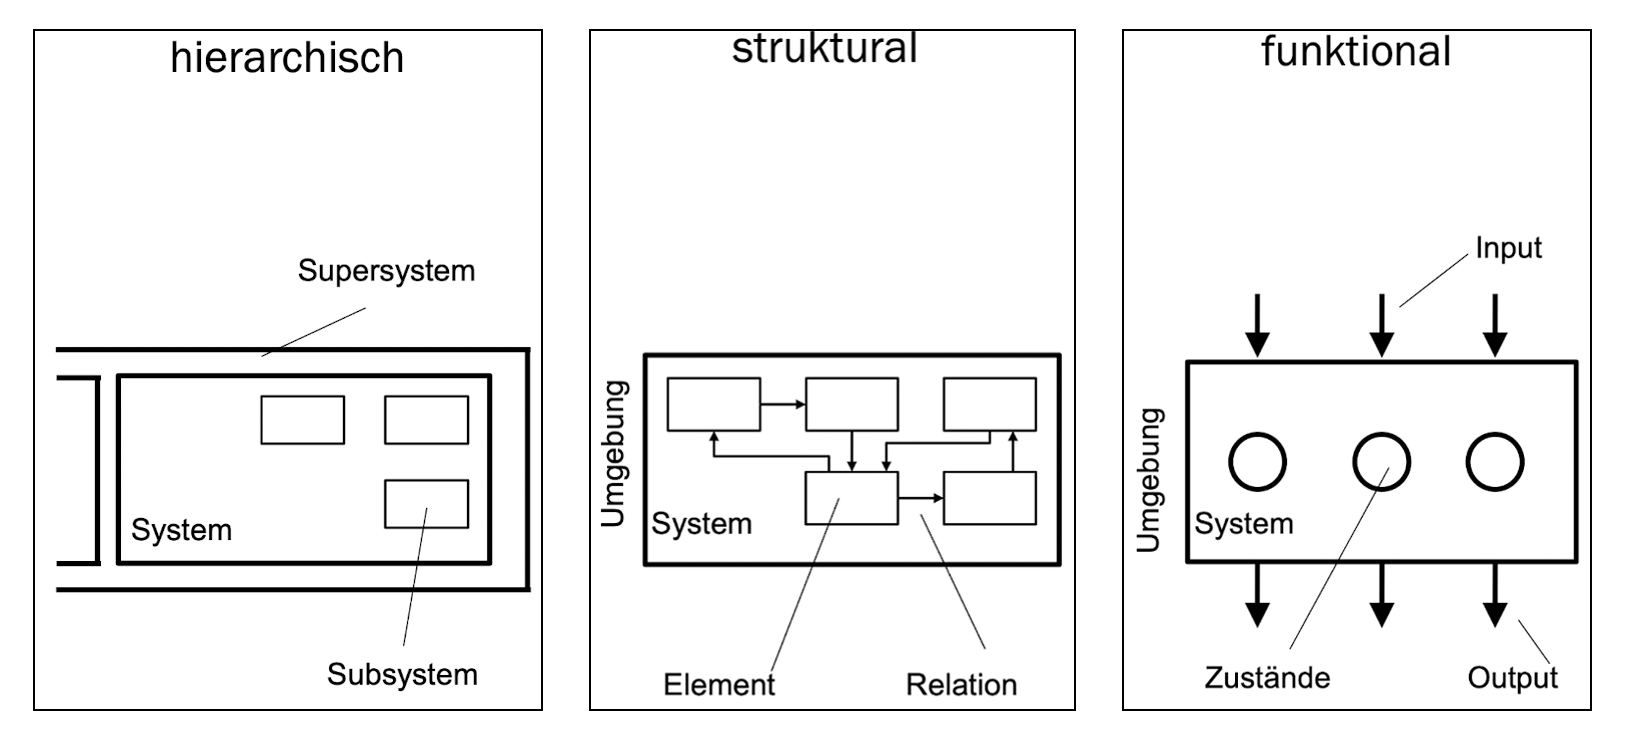 hierarchisch
Supersystem
System
Subsystem
struktural
Umgebung
System
Element
Relation
funktional
Input
Umgebung
System
Zustände
Output